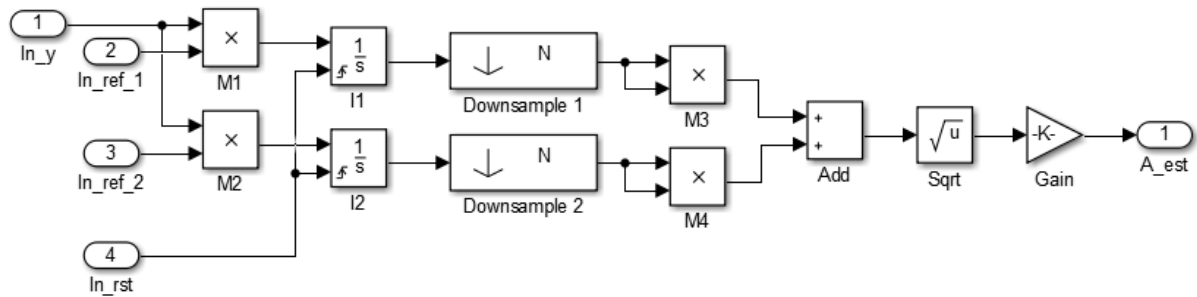 1
In_y
2
In_ref_1
×
M1
1
s
I1
N
Downsample 1
×
M3
3
In_ref_2
×
M2
1
s
I2
N
Downsample 2
×
M4
+
+
Add
√u
Sqrt
-K-
Gain
1
A_est
4
In_rst